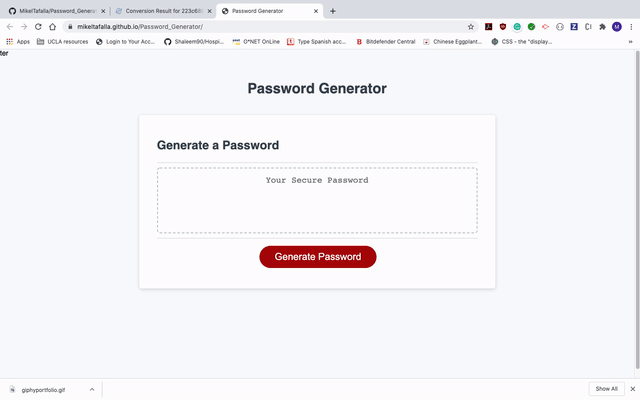 MikelTafalla/Password_Genera
Conversion Result for 223c68
Password Generator
mikeltafalla.github.io/Password_Generator/
Apps
UCLA resources
Login to Your Acc...
Shaleem90/Hospi...
O*NET OnLine
Type Spanish acc...
Bitdefender Central
Chinese Eggplant...
CSS - the "display...
»
ter
Password Generator
Generate a Password
Your Secure Password
Generate Password
giphyportfolio.gif
Show All